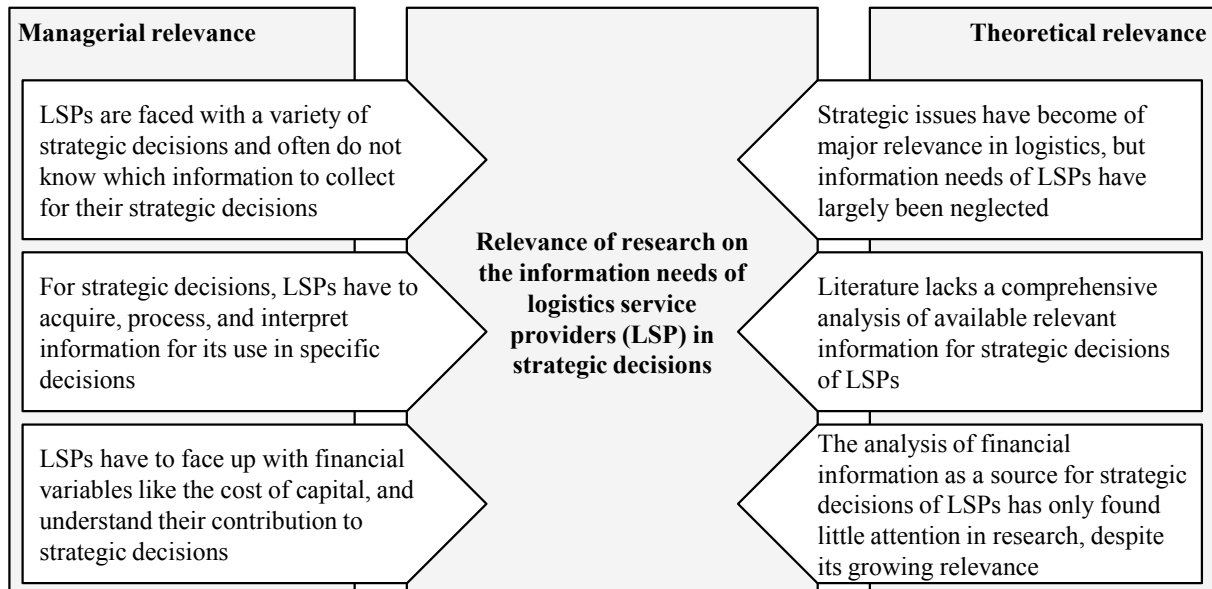 Managerial relevance
LSPs are faced with a variety of
strategic decisions and often do not
know which information to collect
for their strategic decisions
For strategic decisions, LSPs have to
acquire, process, and interpret
information for its use in specific
decisions
LSPs have to face up with financial
variables like the cost of capital, and
understand their contribution to
strategic decisions
Relevance of research on
the information needs of
logistics service
providers (LSP) in
strategic decisions
Theoretical relevance
Strategic issues have become of
major relevance in logistics, but
information needs of LSPs have
largely been neglected
Literature lacks a comprehensive
analysis of available relevant
information for strategic decisions
of LSPs
The analysis of financial
information as a source for strategic
decisions of LSPs has only found
little attention in research, despite
its growing relevance